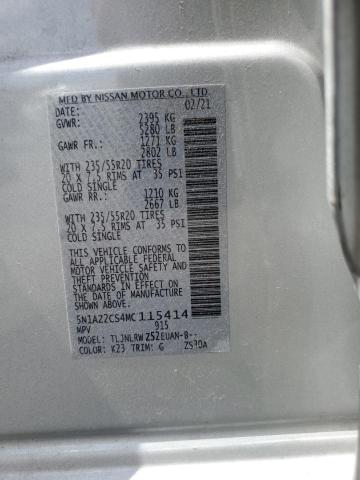 MFD BY NISSAN MOTOR CO., LTD.
DATE: 02/21
GVWR: 2395 KG
5280 LB
GAWR FR.: 1271 KG
2802 LB
WITH 235/55R20 TIRES
20 x 7.5 RIMS AT 35 PSI
COLD SINGLE
GAWR RR.: 1210 KG
2667 LB
WITH 235/55R20 TIRES
20 x 7.5 RIMS AT 35 PSI
COLD SINGLE
THIS VEHICLE CONFORMS TO
ALL APPLICABLE FEDERAL
MOTOR VEHICLE SAFETY
STANDARDS IN EFFECT AND
THEFT PREVENTION
MANUFACTURE SHOWN ABOVE.
5N1AZ2CS4MC115414
MPV 915
MODEL: TLJNLRWZ52EUAN-B--
COLOR: K23 TRIM: G ZS30A